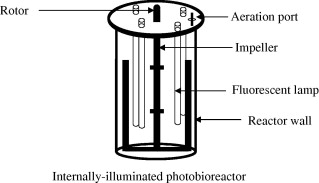 Rotor
Aeration port
Impeller
Fluorescent lamp
Reactor wall
Internally-illuminated photobioreactor